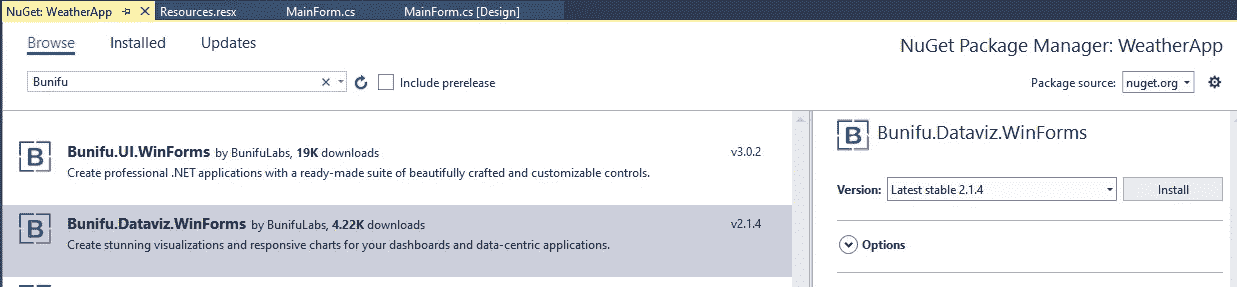 NuGet: WeatherApp Resources.resx MainForm.cs MainForm.cs [Design]
Browse Installed Updates
NuGet Package Manager: WeatherApp
Bunifu Include prerelease
Package source: nuget.org
B Bunifu.UI.WinForms by BunifuLabs, 19K downloads v3.0.2
Create professional .NET applications with a ready-made suite of beautifully crafted and customizable controls.
B Bunifu.Dataviz.WinForms by BunifuLabs, 4.22K downloads v2.1.4
Create stunning visualizations and responsive charts for your dashboards and data-centric applications.
B Bunifu.Dataviz.WinForms
Version: Latest stable 2.1.4 Install
Options